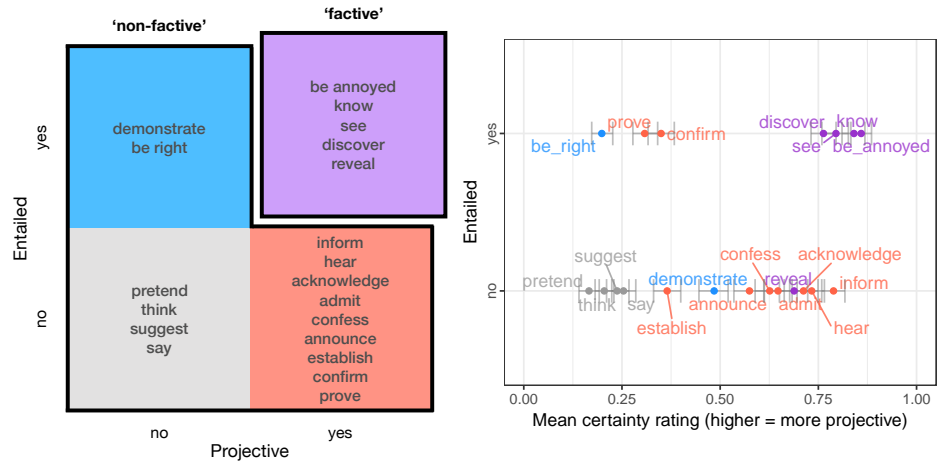 'non-factive'
'factive'
be annoyed
know
see
discover
reveal
demonstrate
be right
inform
hear
acknowledge
admit
confess
announce
establish
confirm
prove
pretend
think
suggest
say
yes
no
Entailed
no
yes
Projective
prove
discover
know
be_right
confirm
see
be_annoyed
suggest
confess
acknowledge
pretend
demonstrate
reveal
inform
think
say
announce
admit
establish
hear
yes
no
Entailed
0.00
0.25
0.50
0.75
1.00
Mean certainty rating (higher = more projective)